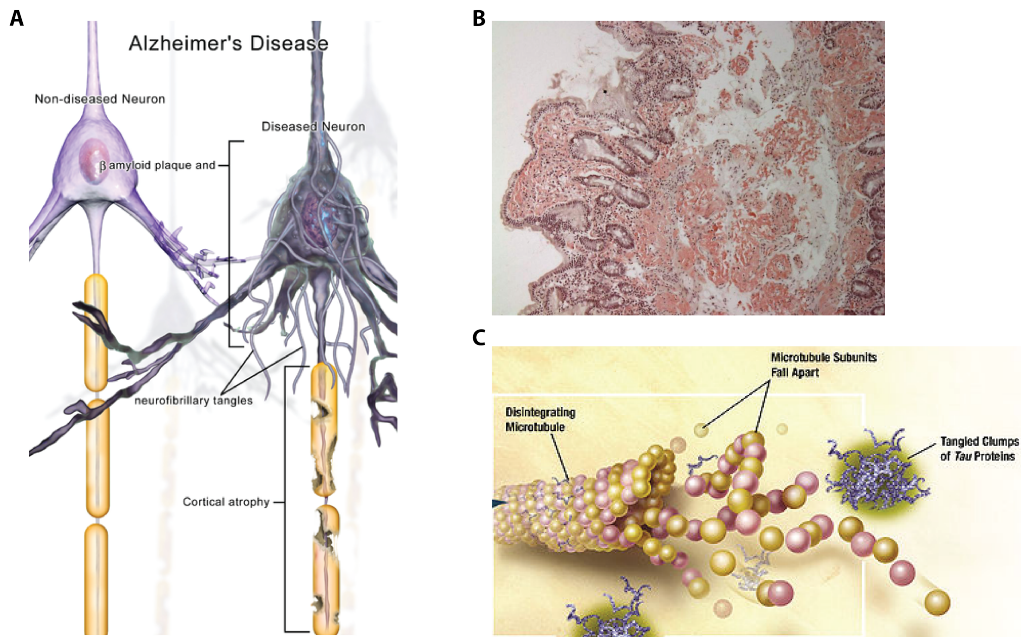 A
Alzheimer's Disease
Non-diseased Neuron
Diseased Neuron
β amyloid plaque and
neurofibrillary tangles
Cortical atrophy
B
C
Microtubule Subunits
Fall Apart
Disintegrating
Microtubule
Tangled Clumps
of Tau Proteins